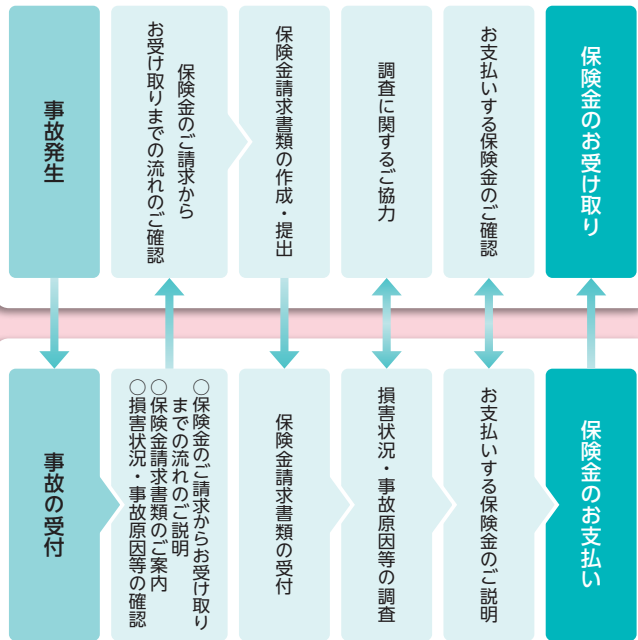 事故発生
保険金のご請求から
お受け取りまでの流れのご確認
保険金請求書類の作成・提出
調査に関するご協力
お支払いする保険金のご確認
保険金のお受け取り
事故の受付
○保険金のご請求からお受け取り
までの流れのご説明
○保険金請求書類のご案内
○損害状況・事故原因等の確認
保険金請求書類の受付
損害状況・事故原因等の調査
お支払いする保険金のご説明
保険金のお支払い